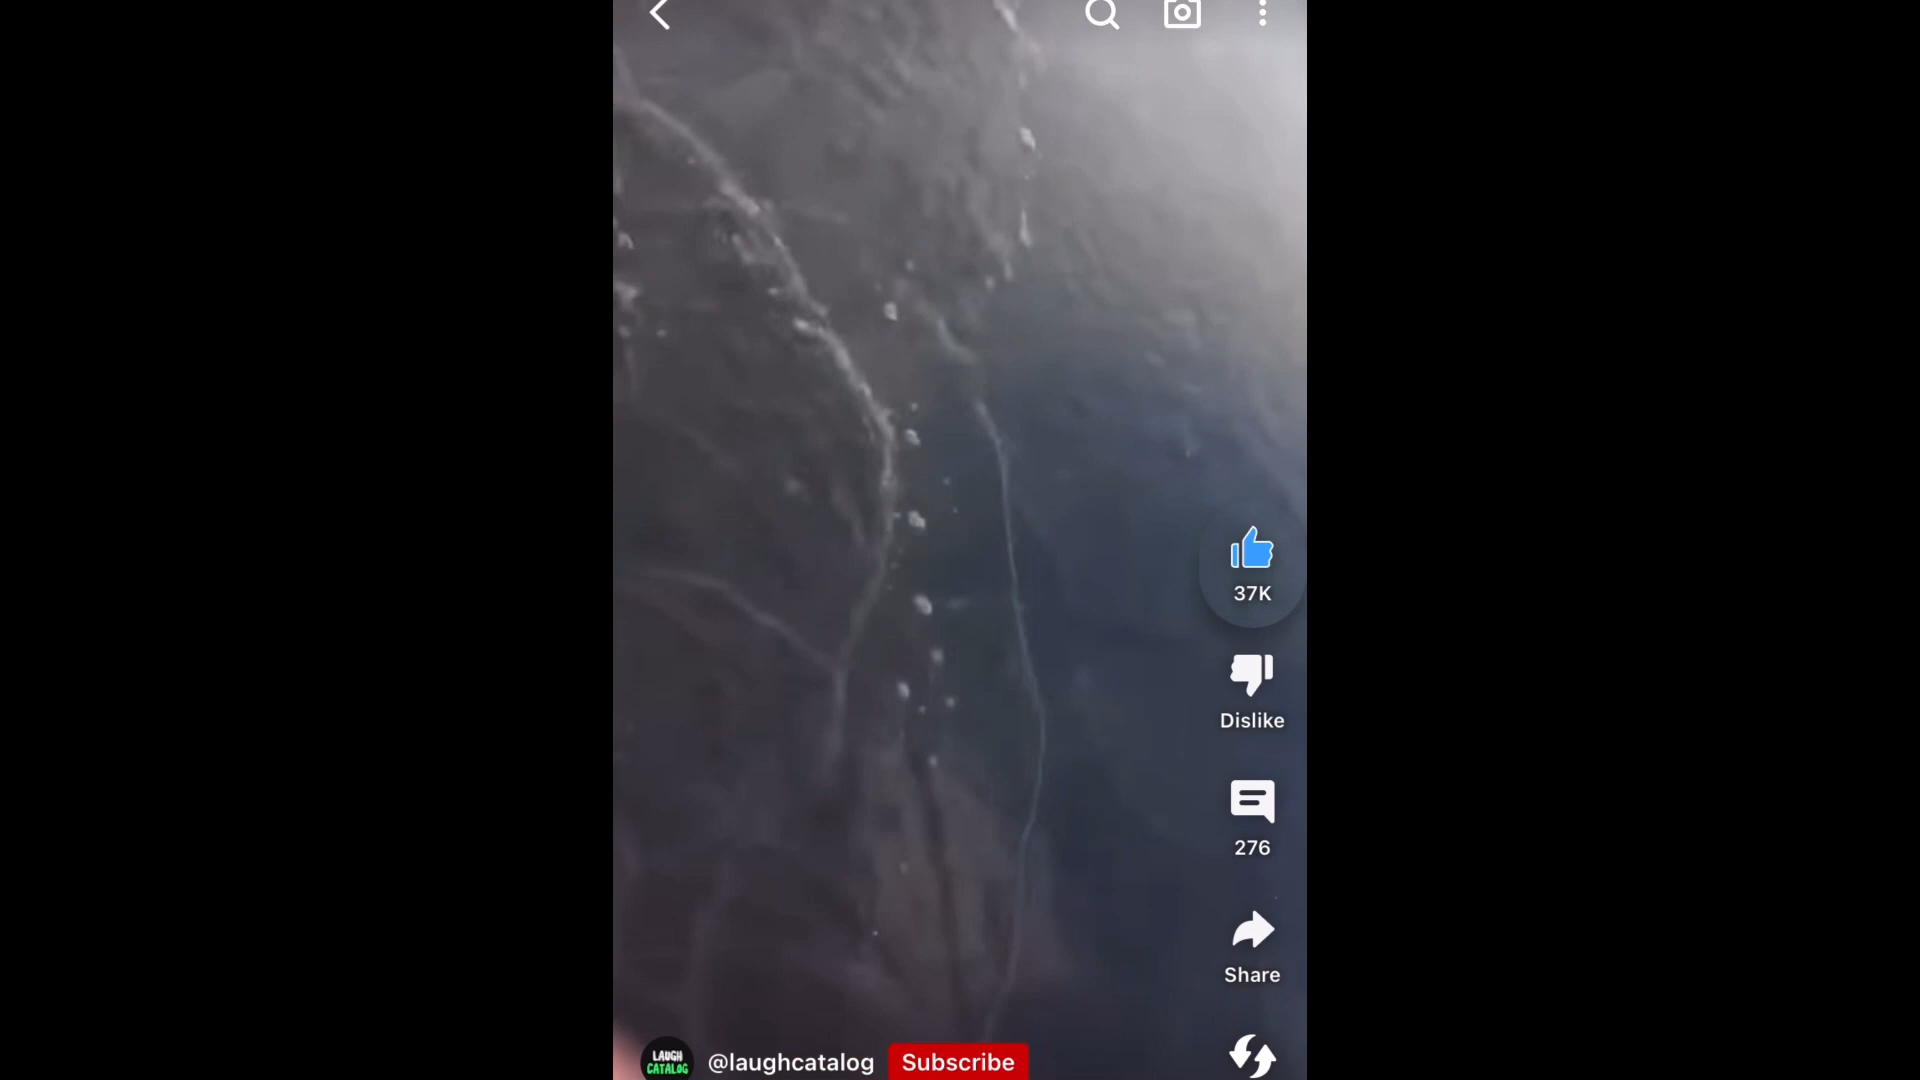 37K
Dislike
276
Share
LAUGH
CATALOG
@laughcatalog
Subscribe